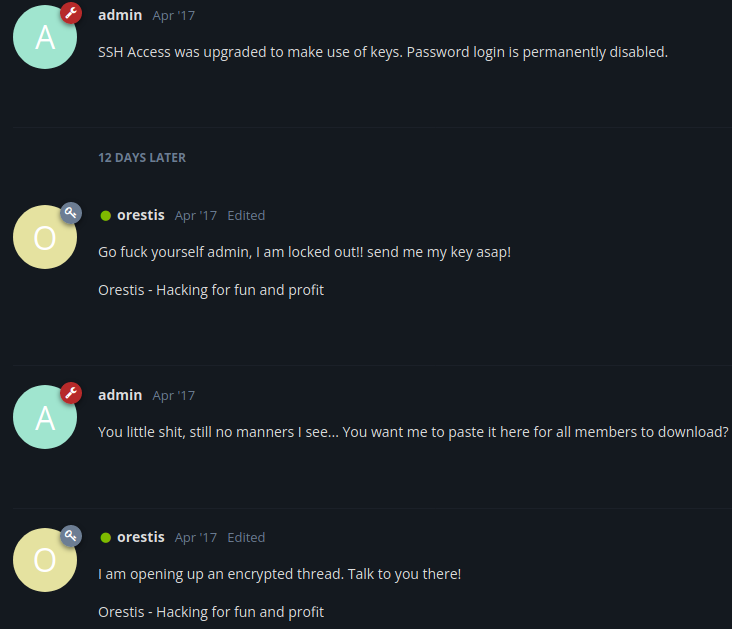 A
admin Apr '17
SSH Access was upgraded to make use of keys. Password login is permanently disabled.
12 DAYS LATER
O
orestis Apr '17 Edited
Go fuck yourself admin, I am locked out!! send me my key asap!
Orestis - Hacking for fun and profit
A
admin Apr '17
You little shit, still no manners I see... You want me to paste it here for all members to download?
O
orestis Apr '17 Edited
I am opening up an encrypted thread. Talk to you there!
Orestis - Hacking for fun and profit